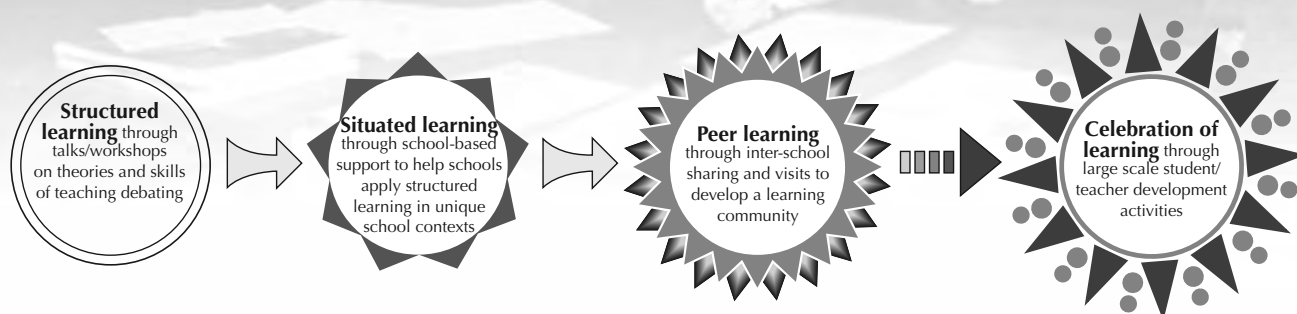 Structured
learning through
talks/workshops
on theories and skills
of teaching debating
Situated learning
through school-based
support to help schools
apply structured
learning in unique
school contexts
Peer learning
through inter-school
sharing and visits to
develop a learning
community
Celebration of
learning through
large scale student/
teacher development
activities